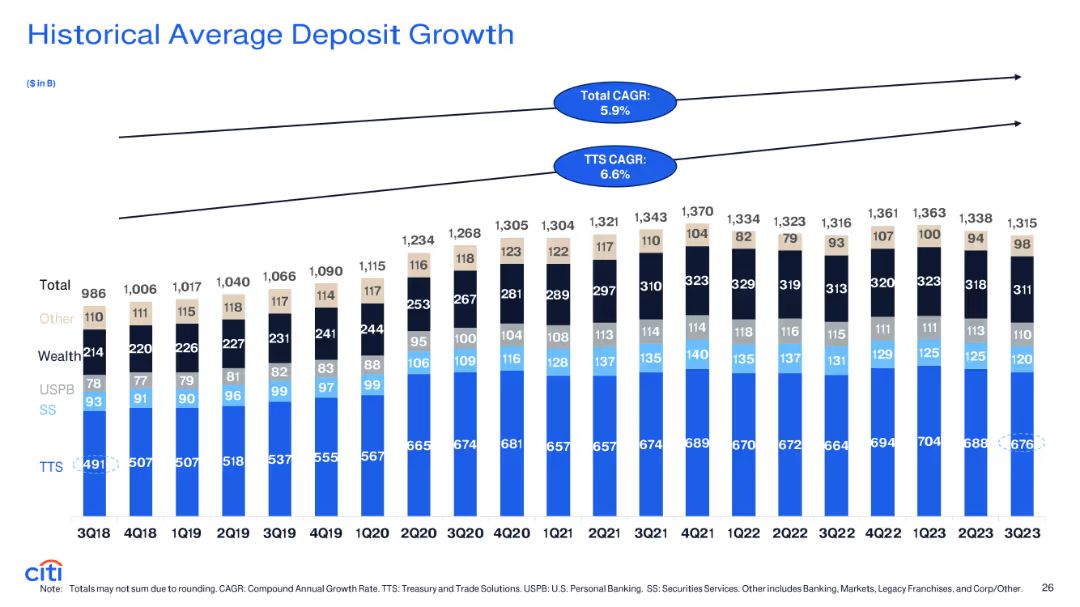 Historical Average Deposit Growth
($ in B)
Total CAGR:
5.9%
TTS CAGR:
6.6%
Total 986 1,006 1,017 1,040 1,066 1,090 1,115 1,234 1,268 1,305 1,304 1,321 1,343 1,370 1,334 1,323 1,316 1,361 1,363 1,338 1,315
Other 110 111 115 118 117 114 117 116 118 123 122 117 110 104 82 79 93 107 100 94 98
Wealth 214 220 226 227 231 241 244 253 267 281 289 297 310 323 329 319 313 320 323 318 311
USPB 78 77 79 81 82 83 88 95 100 104 108 113 114 114 118 116 115 111 111 113 110
SS 93 91 90 96 99 97 99 106 109 116 128 137 135 140 135 137 131 129 125 125 120
TTS 491 507 507 518 537 555 567 665 674 681 657 657 674 689 670 672 664 694 704 688 676
3Q18 4Q18 1Q19 2Q19 3Q19 4Q19 1Q20 2Q20 3Q20 4Q20 1Q21 2Q21 3Q21 4Q21 1Q22 2Q22 3Q22 4Q22 1Q23 2Q23 3Q23
citi
Note: Totals may not sum due to rounding. CAGR: Compound Annual Growth Rate. TTS: Treasury and Trade Solutions. USPB: U.S. Personal Banking. SS: Securities Services. Other includes Banking, Markets, Legacy Franchises, and Corp/Other.
26